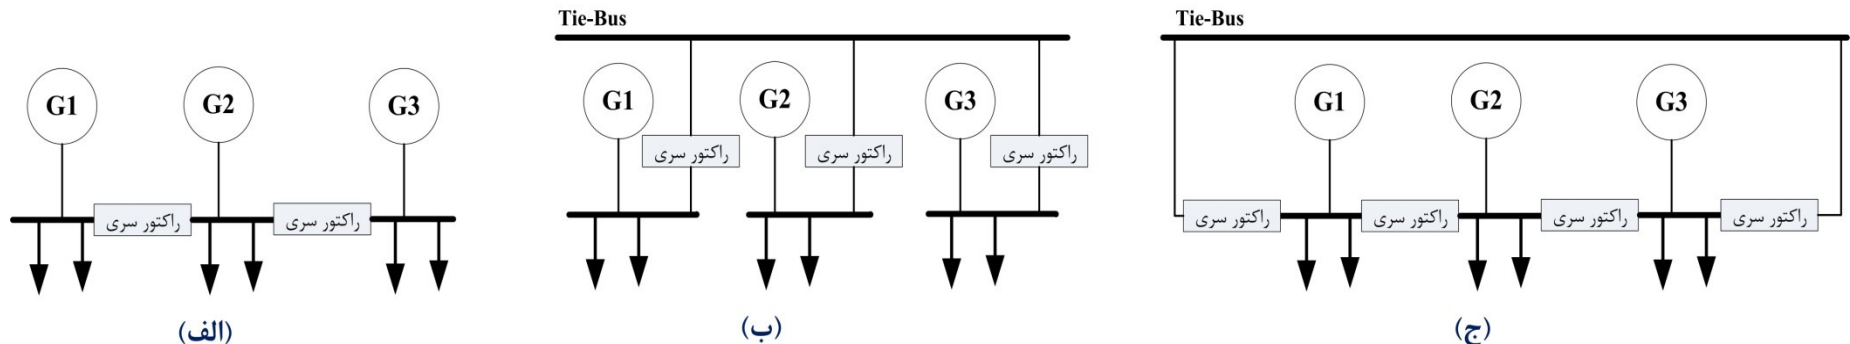 Tie-Bus
Tie-Bus
G1
G2
G3
G1
G2
G3
G1
G2
G3
راکتور سری
راکتور سری
راکتور سری
راکتور سری
راکتور سری
راکتور سری
راکتور سری
راکتور سری
راکتور سری
(الف)
(ب)
(ج)